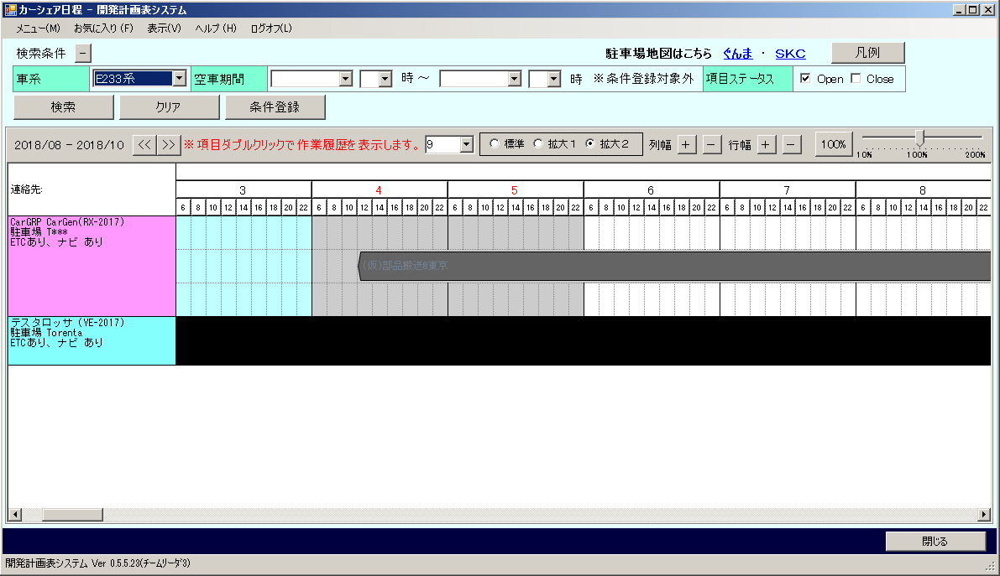 カーシェア日程 － 開発計画表システム
メニュー(M) お気に入り(F) 表示(V) ヘルプ(H) ログオフ(L)
検索条件 － 駐車場地図はこちら ぐんま ・ SKC 凡例
車系 E233系 空車期間 時 ～ 時 ※条件登録対象外 項目ステータス Open Close
検索 クリア 条件登録
2018/08 - 2018/10 << >> ※項目ダブルクリックで作業履歴を表示します。 9 標準 拡大１ 拡大２ 列幅 ＋ － 行幅 ＋ － 100% 10% 100% 200%
連絡先:
3 4 5 6 7 8
6 8 10 12 14 16 18 20 22 6 8 10 12 14 16 18 20 22 6 8 10 12 14 16 18 20 22 6 8 10 12 14 16 18 20 22 6 8 10 12 14 16 18 20 22 6 8 10 12 14 16 18 20 22
CarGRP CarGen(RX-2017)
駐車場 T***
ETCあり、ナビ あり
(仮)部品搬送@東京
テスタロッサ (VE-2017)
駐車場 Torenta
ETCあり、ナビ あり
閉じる
開発計画表システム Ver 0.5.5.23(チームリーダ3)